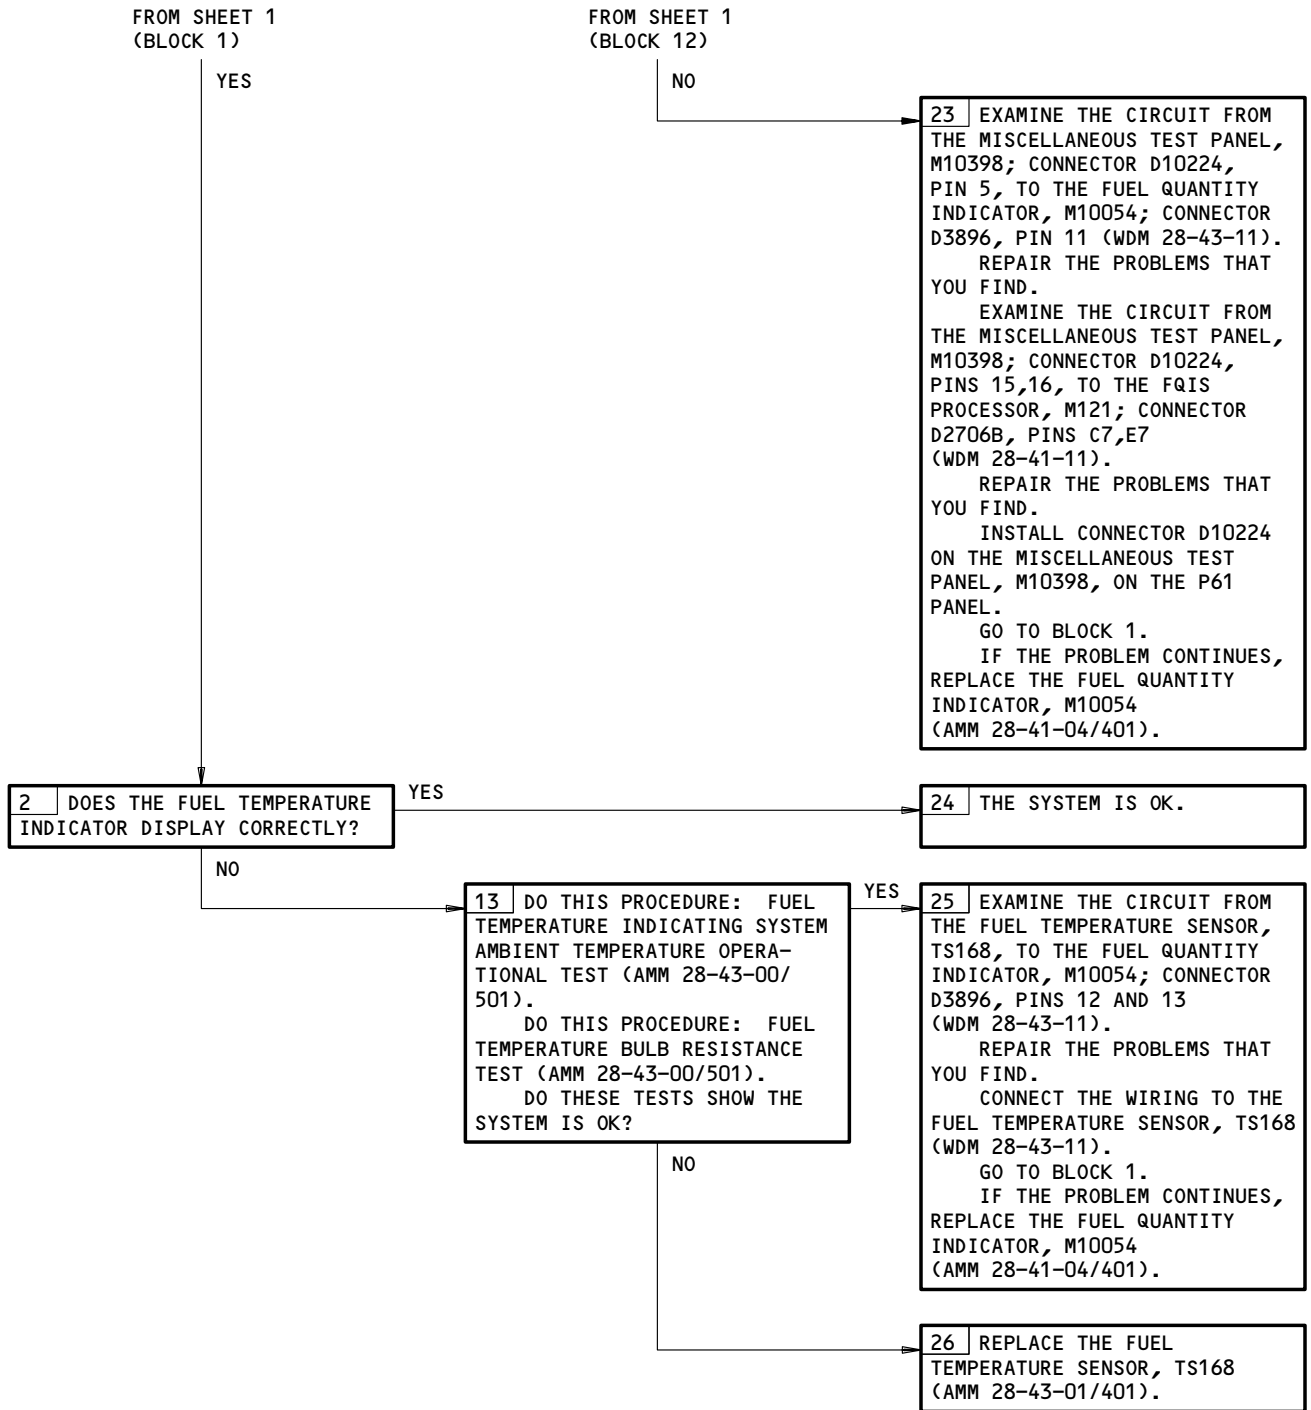 FROM SHEET 1
(BLOCK 1)
YES
FROM SHEET 1
(BLOCK 12)
NO
23 EXAMINE THE CIRCUIT FROM
THE MISCELLANEOUS TEST PANEL,
M10398; CONNECTOR D10224,
PIN 5, TO THE FUEL QUANTITY
INDICATOR, M10054; CONNECTOR
D3896, PIN 11 (WDM 28-43-11).
REPAIR THE PROBLEMS THAT
YOU FIND.
EXAMINE THE CIRCUIT FROM
THE MISCELLANEOUS TEST PANEL,
M10398; CONNECTOR D10224,
PINS 15,16, TO THE FQIS
PROCESSOR, M121; CONNECTOR
D2706B, PINS C7,E7
(WDM 28-41-11).
REPAIR THE PROBLEMS THAT
YOU FIND.
INSTALL CONNECTOR D10224
ON THE MISCELLANEOUS TEST
PANEL, M10398, ON THE P61
PANEL.
GO TO BLOCK 1.
IF THE PROBLEM CONTINUES,
REPLACE THE FUEL QUANTITY
INDICATOR, M10054
(AMM 28-41-04/401).
2 DOES THE FUEL TEMPERATURE
INDICATOR DISPLAY CORRECTLY?
YES
24 THE SYSTEM IS OK.
NO
13 DO THIS PROCEDURE: FUEL
TEMPERATURE INDICATING SYSTEM
AMBIENT TEMPERATURE OPERA-
TIONAL TEST (AMM 28-43-00/
501).
DO THIS PROCEDURE: FUEL
TEMPERATURE BULB RESISTANCE
TEST (AMM 28-43-00/501).
DO THESE TESTS SHOW THE
SYSTEM IS OK?
YES
25 EXAMINE THE CIRCUIT FROM
THE FUEL TEMPERATURE SENSOR,
TS168, TO THE FUEL QUANTITY
INDICATOR, M10054; CONNECTOR
D3896, PINS 12 AND 13
(WDM 28-43-11).
REPAIR THE PROBLEMS THAT
YOU FIND.
CONNECT THE WIRING TO THE
FUEL TEMPERATURE SENSOR, TS168
(WDM 28-43-11).
GO TO BLOCK 1.
IF THE PROBLEM CONTINUES,
REPLACE THE FUEL QUANTITY
INDICATOR, M10054
(AMM 28-41-04/401).
NO
26 REPLACE THE FUEL
TEMPERATURE SENSOR, TS168
(AMM 28-43-01/401).